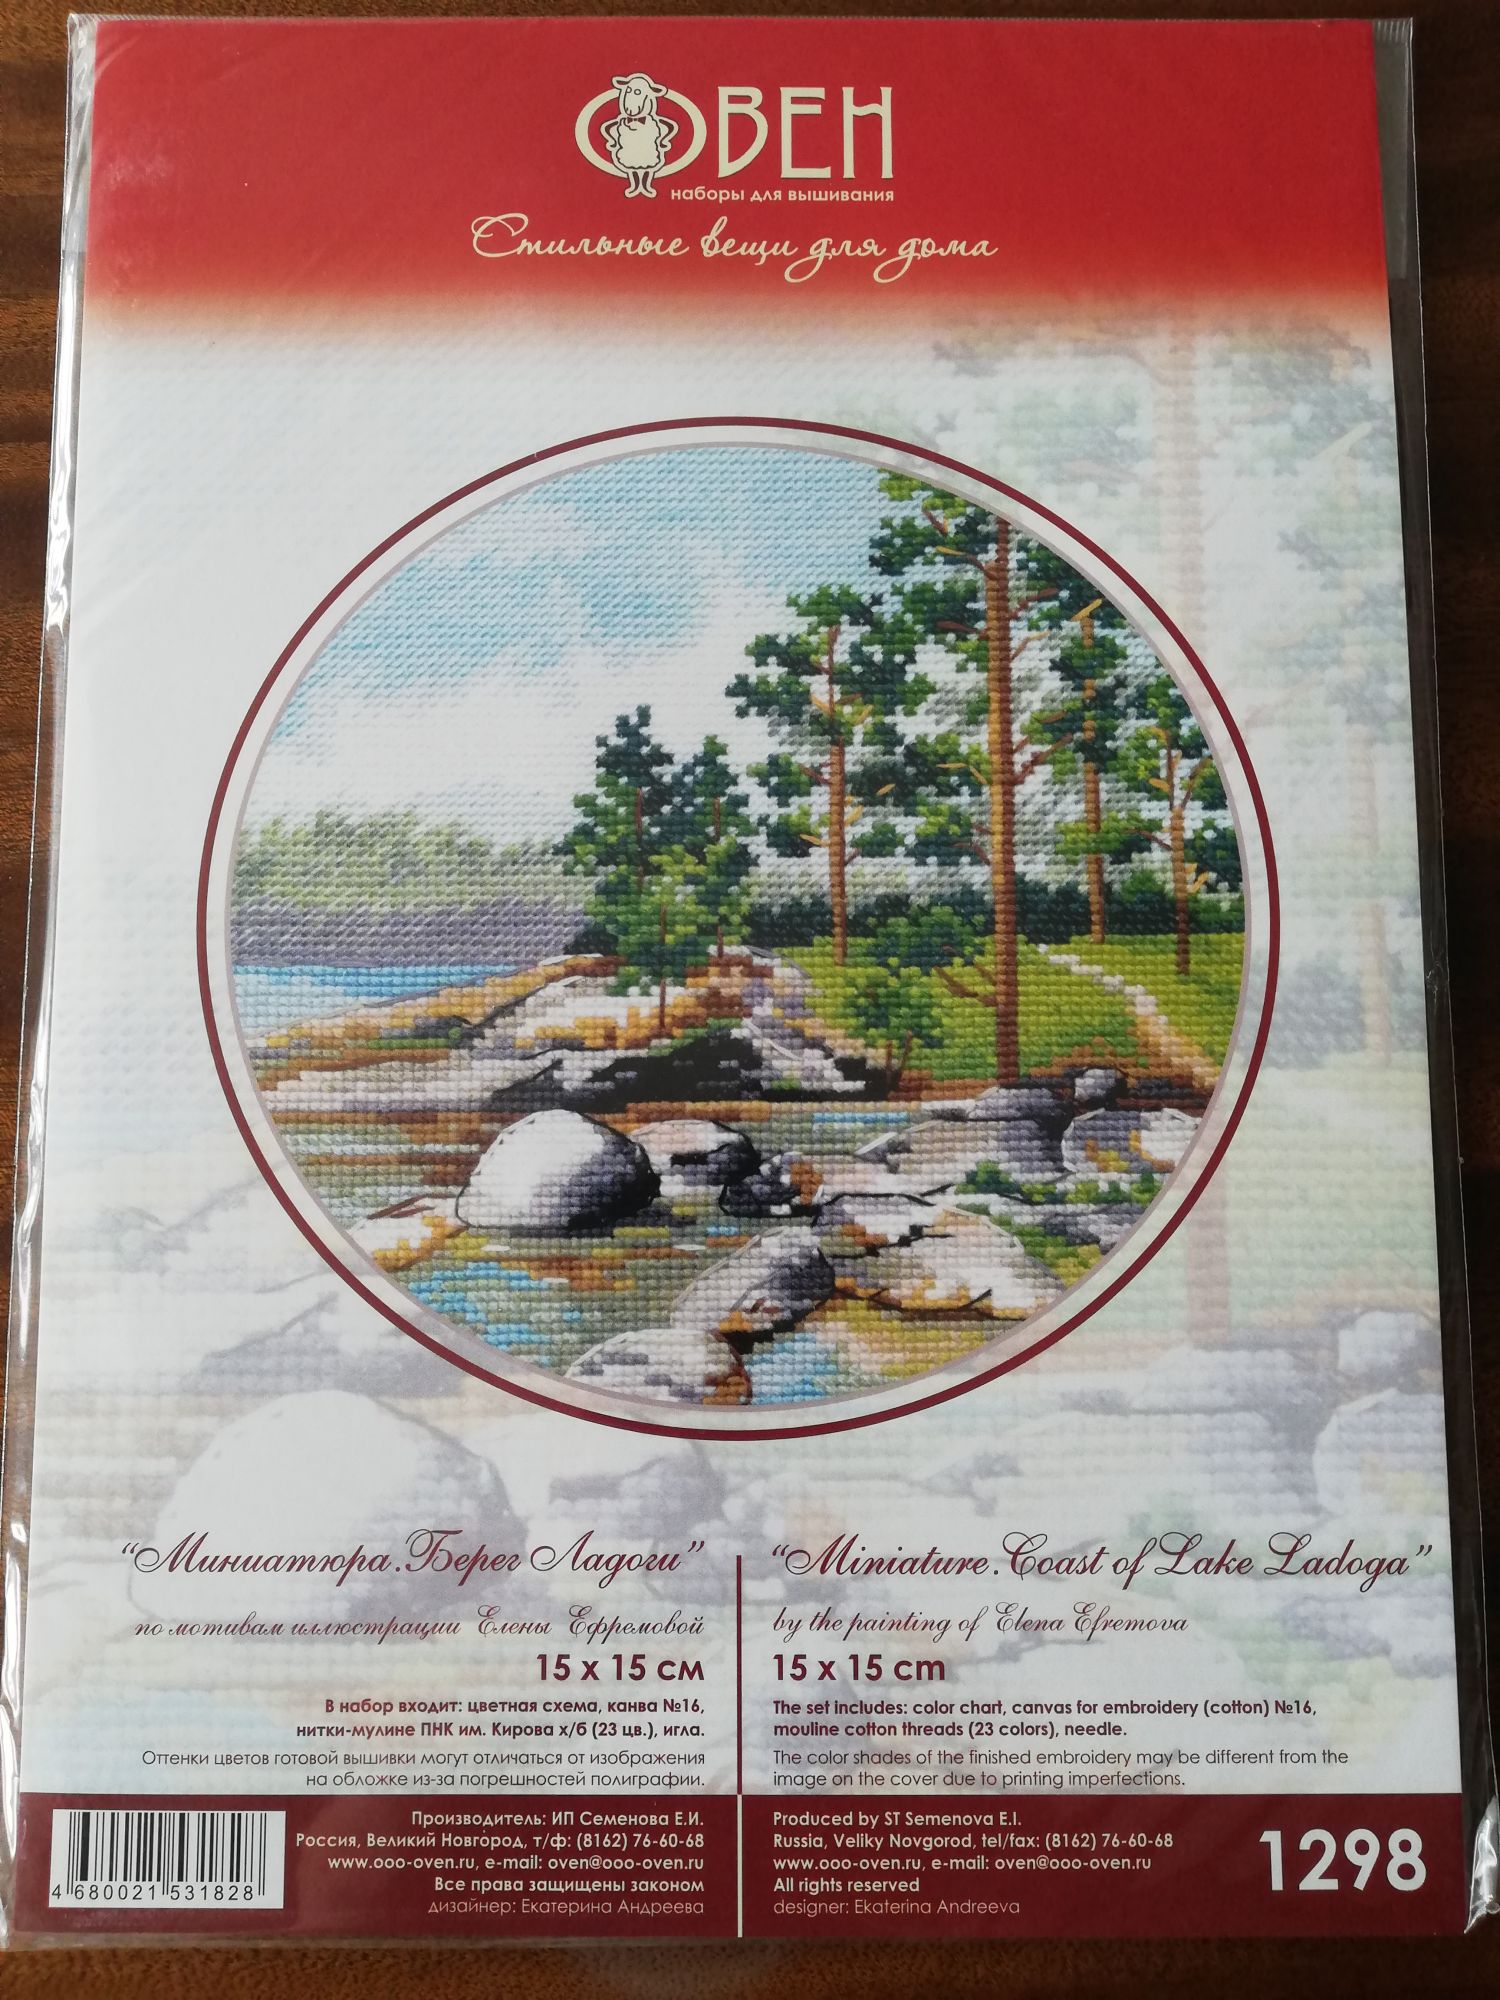 ОВЕН
наборы для вышивания
Стильные вещи для дома
“Миниатюра. Берег Ладоги”
по мотивам иллюстрации Елены Ефремовой
15 х 15 см
В набор входит: цветная схема, канва №16,
нитки-мулине ПНК им. Кирова х/б (23 цв.), игла.
Оттенки цветов готовой вышивки могут отличаться от изображения
на обложке из-за погрешностей полиграфии.
“Miniature. Coast of Lake Ladoga”
by the painting of Elena Efremova
15 x 15 cm
The set includes: color chart, canvas for embroidery (cotton) №16,
mouline cotton threads (23 colors), needle.
The color shades of the finished embroidery may be different from the
image on the cover due to printing imperfections.
4 680021 531828
Производитель: ИП Семенова Е.И.
Россия, Великий Новгород, т/ф: (8162) 76-60-68
www.ooo-oven.ru, e-mail: oven@ooo-oven.ru
Все права защищены законом
дизайнер: Екатерина Андреева
Produced by ST Semenova E.I.
Russia, Veliky Novgorod, tel/fax: (8162) 76-60-68
www.ooo-oven.ru, e-mail: oven@ooo-oven.ru
All rights reserved
designer: Ekaterina Andreeva
1298